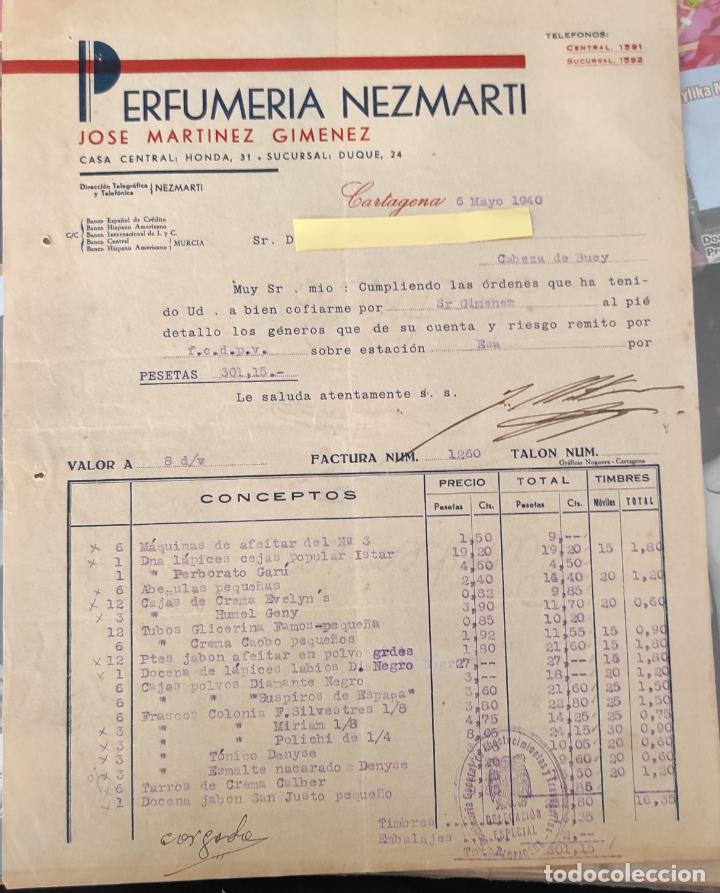 TELEFONOS:
CENTRAL, 1591
SUCURSAL, 1592
PERFUMERIA NEZMARTI
JOSE MARTINEZ GIMENEZ
CASA CENTRAL: HONDA, 31 + SUCURSAL: DUQUE, 24
Dirección Telegráfica y Telefónica } NEZMARTI
Cartagena 6 Mayo 1940
C/C { Banco Español de Crédito
Banco Hispano Americano
Banco Internacional de I. y C.
Banco Central
Banco Hispano Americano } MURCIA
Sr. D
Cabeza de Buey
Muy Sr. mio: Cumpliendo las órdenes que ha teni-
do Ud. a bien cofiarme por Sr Gimenez al pié
detallo los géneros que de su cuenta y riesgo remito por
f.c.d.p.v. sobre estación Esa por
PESETAS 301,15.-
Le saluda atentamente s. s.
VALOR A 8 d/v FACTURA NUM. 1260 TALON NUM.
Gráficas Noguera - Cartagena
CONCEPTOS PRECIO TOTAL TIMBRES
Pesetas Cts. Pesetas Cts. Móviles TOTAL
x 6 Máquinas de afeitar del Nº 3 1,50 9,--
x 1 Dna lápices cejas popular Istar 19,20 19,20 15 1,80
1 " Perborato Garú 4,50 4,50
x 6 Abegulas pequeñas 2,40 14,40 20 1,20
x 12 Cajas de Crema Evelyn's 0,82 9,85
x 3 " Humel Geny 3,90 11,70 20 0,60
12 Tubos Glicerina Famos-pequeña 0,85 10,20
6 " Crema Caobo pequeños 1,92 11,55 15 0,90
x 12 Ptes jabon afeitar en polvo grdes 1,80 21,60 15 1,80
x 1 Docena de lápices labios Di Negro 27,-- 27,-- 15 1,80
6 Cajas polvos Diamante Negro 3,-- 18,-- 20 1,20
6 " "Suspiros de España" 3,60 21,60 25 1,50
6 Frascos Colonia F.Silvestres 1/8 3,80 22,80 25 1,50
x 3 " " Miriam 1/8 4,75 14,25 25 0,75
x 3 " " Polichi de 1/4 8,05 24,15 30 0,90
x 3 " Tónico Denyse 10,05 20 0,60
x 3 " Esmalte nacarado Denyse 9,60 20 0,60
x 6 Tarros de Crema Calber 50 20 1,20
x 1 Docena jabon San Justo pequeño
80 16,35
Timbres
Embalajes
Total 301,15
DELEGACIÓN ESPECIAL
cargado
todocoleccion
todocoleccion.net